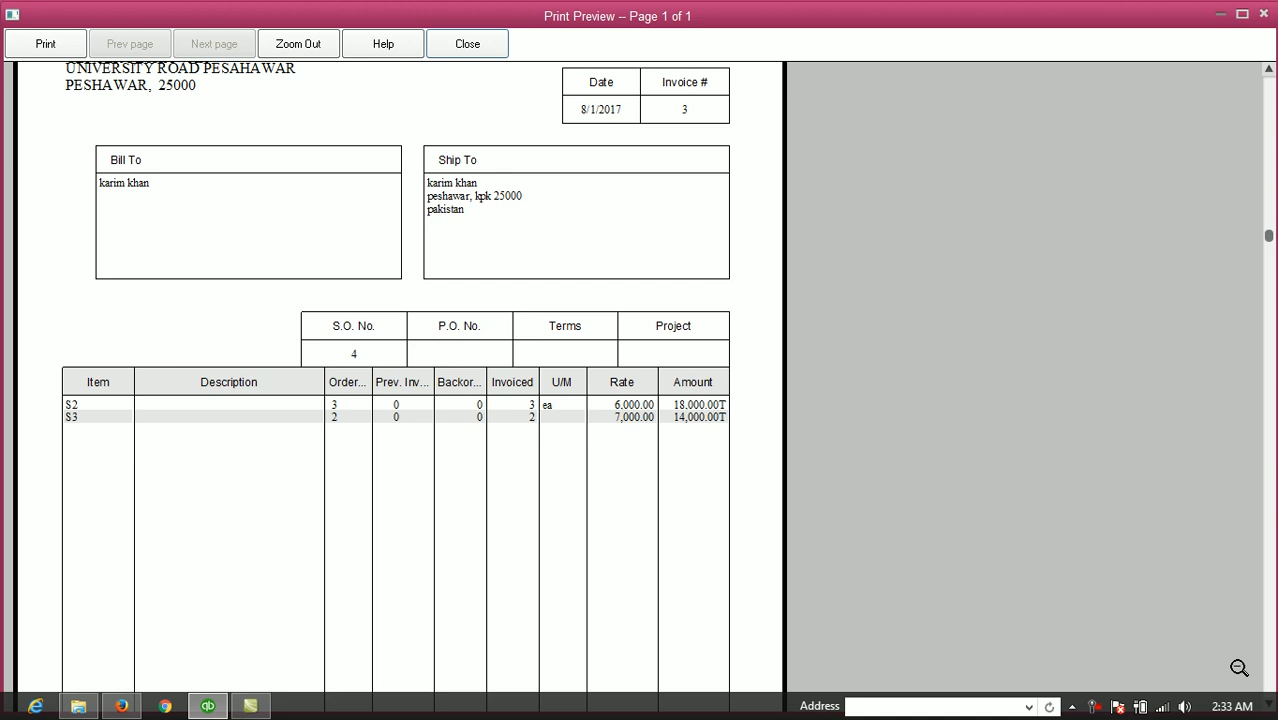 Print Preview -- Page 1 of 1
Print Prev page Next page Zoom Out Help Close
UNIVERSITY ROAD PESAHAWAR
PESHAWAR, 25000
Date Invoice #
8/1/2017 3
Bill To Ship To
karim khan karim khan
peshawar, kpk 25000
pakistan
S.O. No. P.O. No. Terms Project
4
Item Description Order... Prev. Inv... Backor... Invoiced U/M Rate Amount
S2 3 0 0 3 ea 6,000.00 18,000.00T
S3 2 0 0 2 7,000.00 14,000.00T
Address 2:33 AM